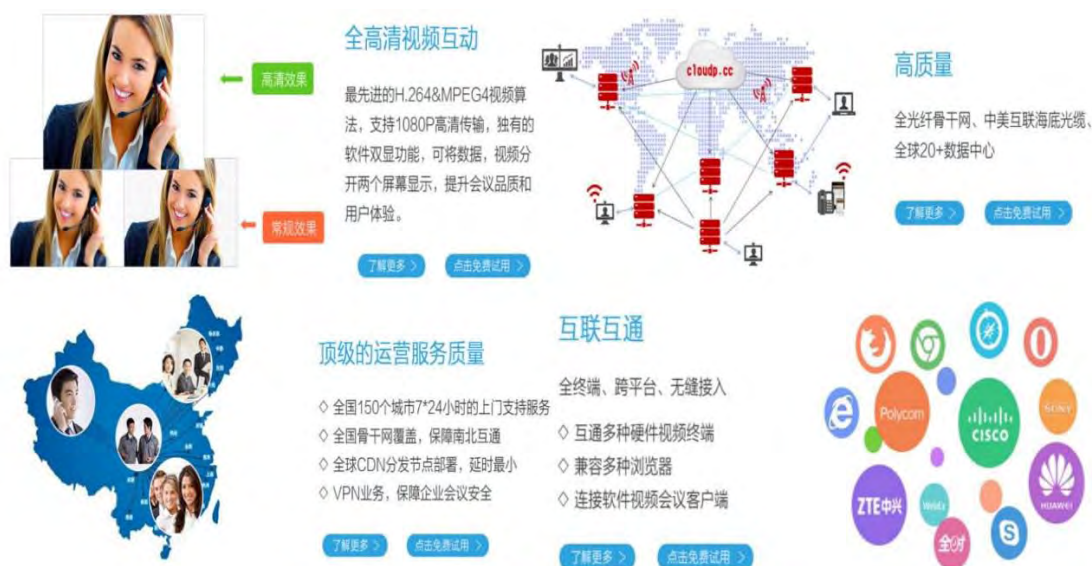 全高清视频互动
高清效果
最先进的H.264&MPEG4视频算
法，支持1080P高清传输，独有的
软件双显功能，可将数据，视频分
开两个屏幕显示，提升会议品质和
用户体验。
常规效果
了解更多 >
点击免费试用 >
cloudp.cc
高质量
全光纤骨干网、中美互联海底光缆、
全球20+数据中心
了解更多 >
点击免费试用 >
顶级的运营服务质量
◇ 全国150个城市7*24小时的上门支持服务
◇ 全国骨干网覆盖，保障南北互通
◇ 全球CDN分发节点部署，延时最小
◇ VPN业务，保障企业会议安全
了解更多 >
点击免费试用 >
互联互通
全终端、跨平台、无缝接入
◇ 互通多种硬件视频终端
◇ 兼容多种浏览器
◇ 连接软件视频会议客户端
了解更多 >
点击免费试用 >
Polycom
CISCO
SONY
ZTE中兴
WebEx
HUAWEI
全时